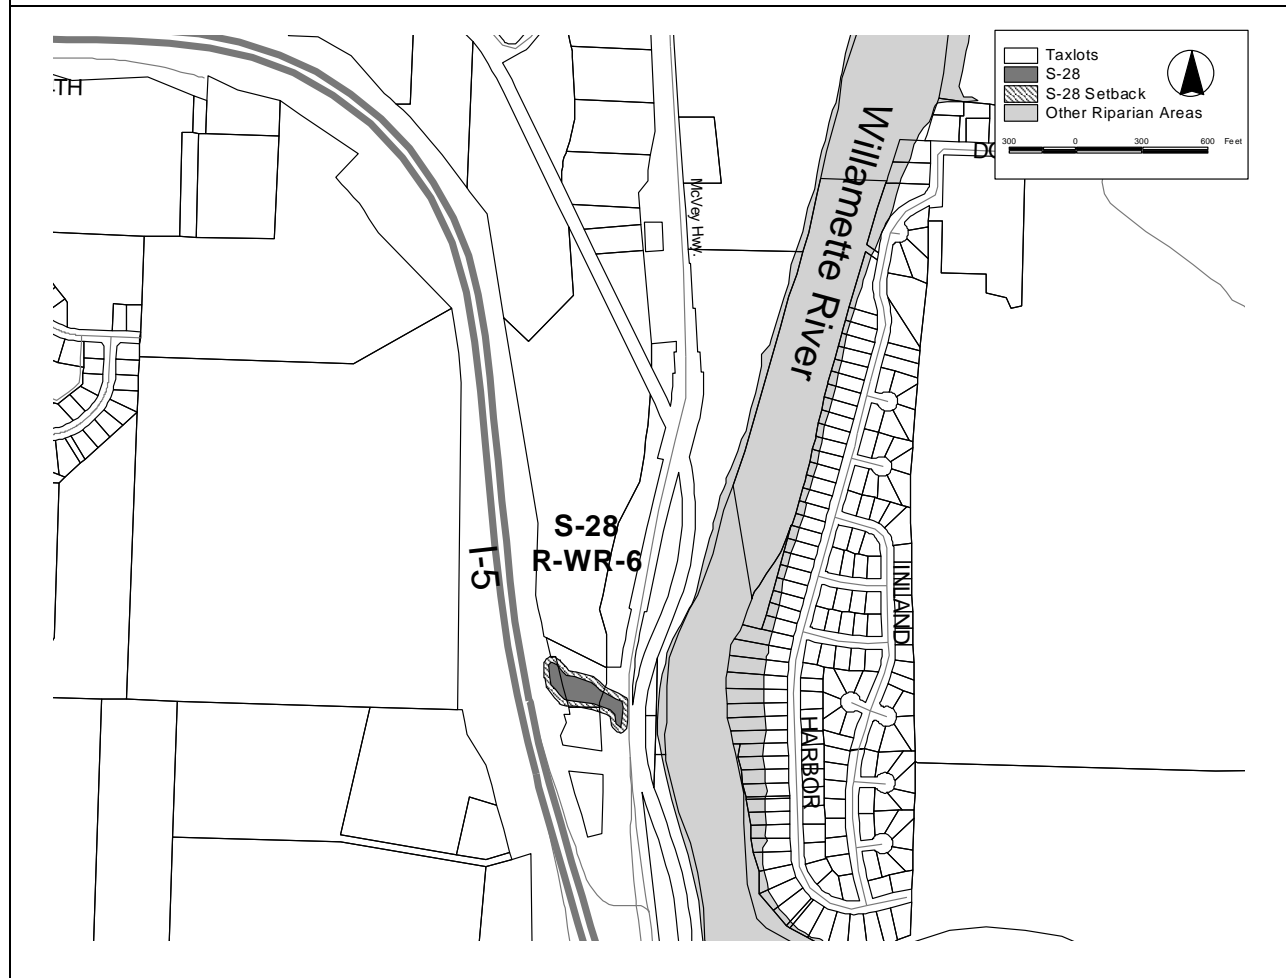 TH
Taxlots
S-28
S-28 Setback
Other Riparian Areas
300 0 300 600 Feet
McVey Hwy.
Willamette River
S-28
R-WR-6
I-5
INLAND
HARBOR